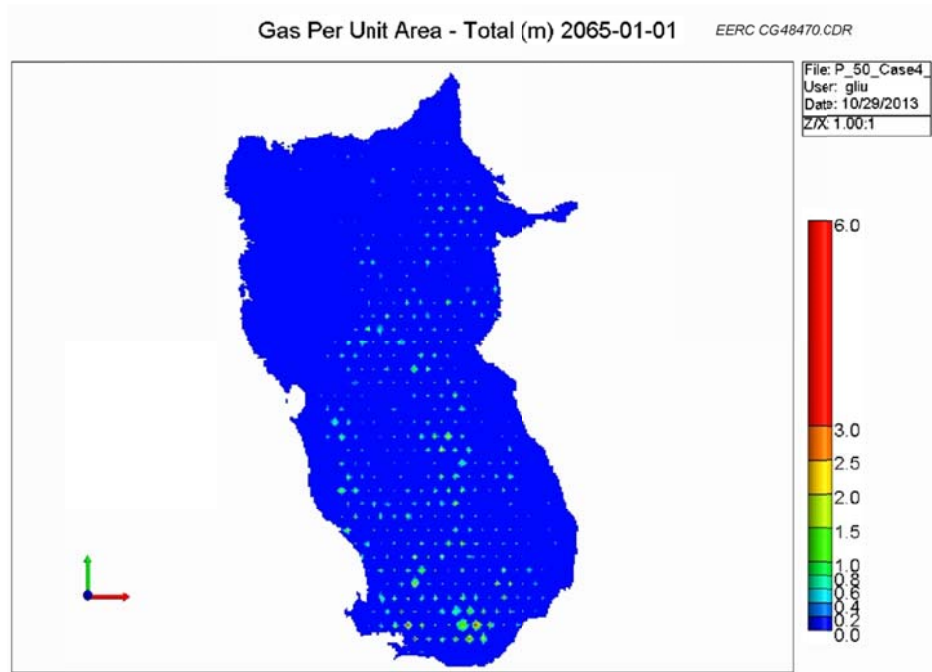 Gas Per Unit Area - Total (m) 2065-01-01
EERC CG48470.CDR
File: P_50_Case4_
User: gliu
Date: 10/29/2013
Z/X: 1.00:1
6.0
3.0
2.5
2.0
1.5
1.0
0.8
0.6
0.4
0.2
0.0